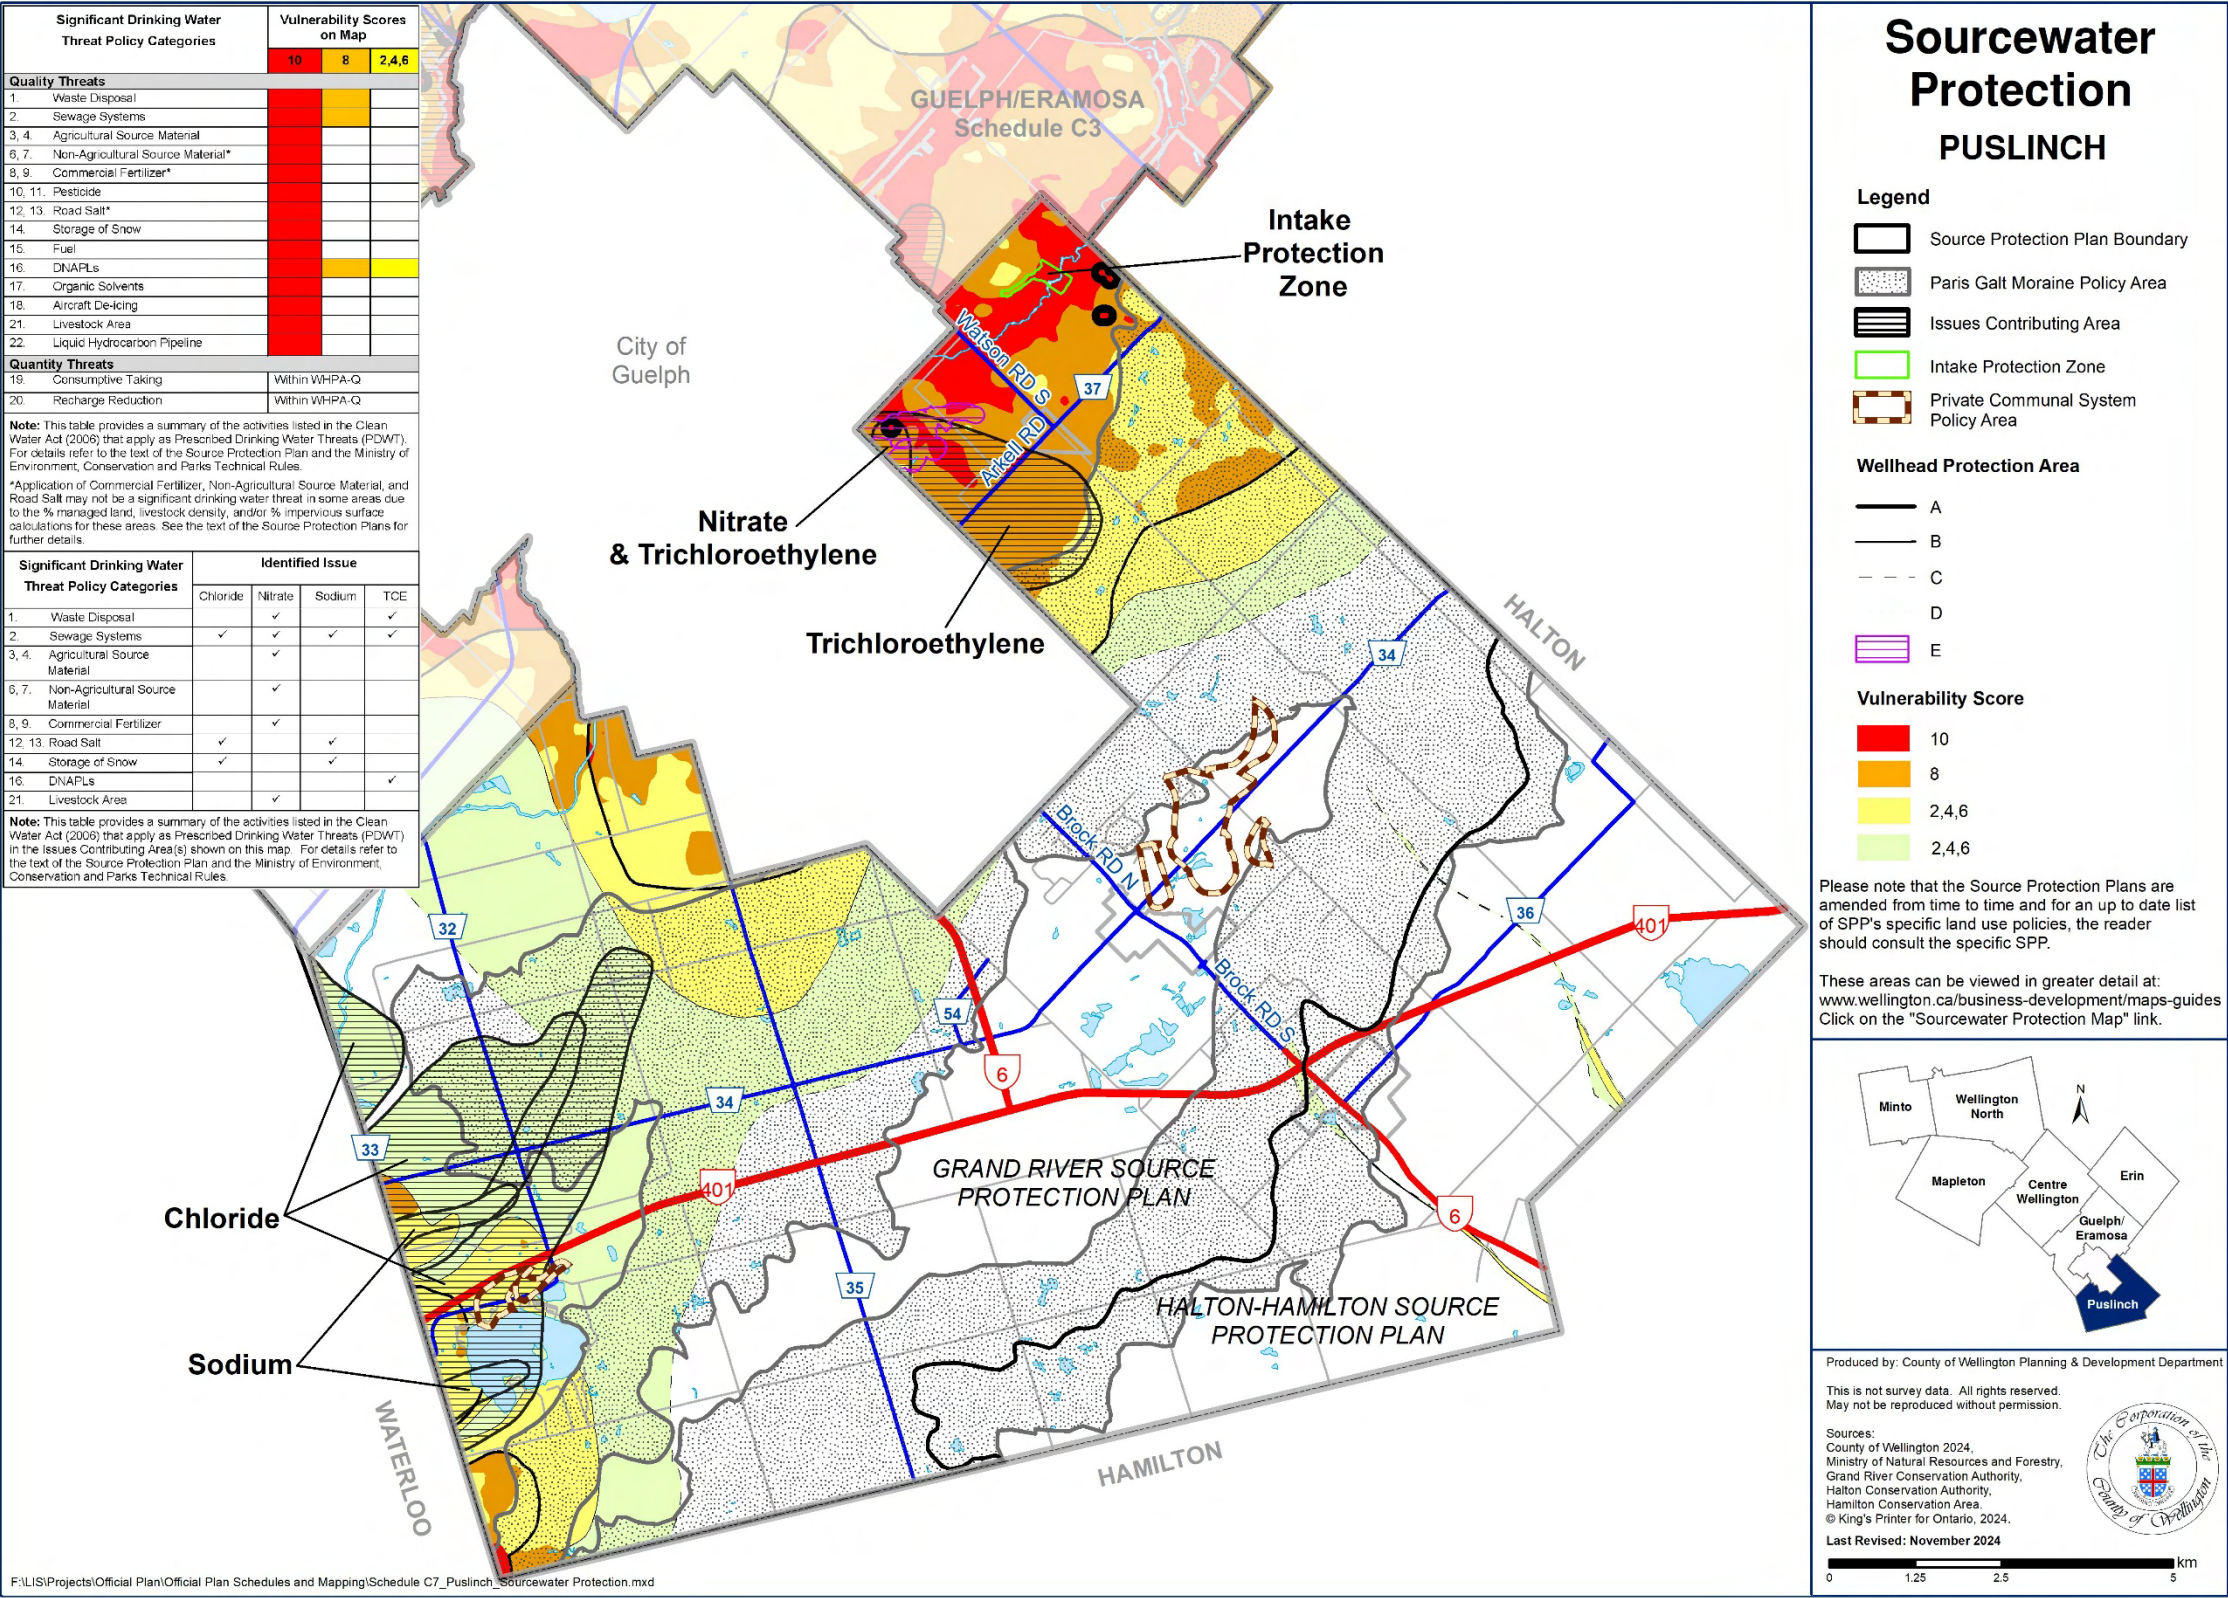 Significant Drinking Water
Threat Policy Categories
Vulnerability Scores
on Map
10 8 2,4,6
Quality Threats
1. Waste Disposal
2. Sewage Systems
3, 4. Agricultural Source Material
6, 7. Non-Agricultural Source Material*
8, 9. Commercial Fertilizer*
10, 11. Pesticide
12, 13. Road Salt*
14. Storage of Snow
15. Fuel
16. DNAPLs
17. Organic Solvents
18. Aircraft De-icing
21. Livestock Area
22. Liquid Hydrocarbon Pipeline
Quantity Threats
19. Consumptive Taking Within WHPA-Q
20. Recharge Reduction Within WHPA-Q
Note: This table provides a summary of the activities listed in the Clean
Water Act (2006) that apply as Prescribed Drinking Water Threats (PDWT).
For details refer to the text of the Source Protection Plan and the Ministry of
Environment, Conservation and Parks Technical Rules.
*Application of Commercial Fertilizer, Non-Agricultural Source Material, and
Road Salt may not be a significant drinking water threat in some areas due
to the % managed land, livestock density, and/or % impervious surface
calculations for these areas. See the text of the Source Protection Plans for
further details.
Significant Drinking Water
Threat Policy Categories
Identified Issue
Chloride Nitrate Sodium TCE
1. Waste Disposal ✓ ✓
2. Sewage Systems ✓ ✓ ✓ ✓
3, 4. Agricultural Source
Material ✓
6, 7. Non-Agricultural Source
Material ✓
8, 9. Commercial Fertilizer ✓
12, 13. Road Salt ✓ ✓
14. Storage of Snow ✓ ✓
16. DNAPLs ✓
21. Livestock Area ✓
Note: This table provides a summary of the activities listed in the Clean
Water Act (2006) that apply as Prescribed Drinking Water Threats (PDWT)
in the Issues Contributing Area(s) shown on this map. For details refer to
the text of the Source Protection Plan and the Ministry of Environment,
Conservation and Parks Technical Rules.
GUELPH/ERAMOSA
Schedule C3
Intake
Protection
Zone
City of
Guelph
Watson RD S
37
Arkell RD
Nitrate
& Trichloroethylene
Trichloroethylene
HALTON
34
Brock RD N
32
36
401
Brock RD S
54
6
34
33
401
GRAND RIVER SOURCE
PROTECTION PLAN
Chloride
6
35
HALTON-HAMILTON SOURCE
PROTECTION PLAN
Sodium
WATERLOO
HAMILTON
F:\LIS\Projects\Official Plan\Official Plan Schedules and Mapping\Schedule C7_Puslinch_Sourcewater Protection.mxd
Sourcewater
Protection
PUSLINCH
Legend
Source Protection Plan Boundary
Paris Galt Moraine Policy Area
Issues Contributing Area
Intake Protection Zone
Private Communal System
Policy Area
Wellhead Protection Area
A
B
C
D
E
Vulnerability Score
10
8
2,4,6
2,4,6
Please note that the Source Protection Plans are
amended from time to time and for an up to date list
of SPP's specific land use policies, the reader
should consult the specific SPP.
These areas can be viewed in greater detail at:
www.wellington.ca/business-development/maps-guides
Click on the "Sourcewater Protection Map" link.
N
Minto
Wellington
North
Mapleton
Centre
Wellington
Erin
Guelph/
Eramosa
Puslinch
Produced by: County of Wellington Planning & Development Department
This is not survey data. All rights reserved.
May not be reproduced without permission.
Sources:
County of Wellington 2024,
Ministry of Natural Resources and Forestry,
Grand River Conservation Authority,
Halton Conservation Authority,
Hamilton Conservation Area.
© King's Printer for Ontario, 2024.
Last Revised: November 2024
The Corporation of the
County of Wellington
km
0 1.25 2.5 5